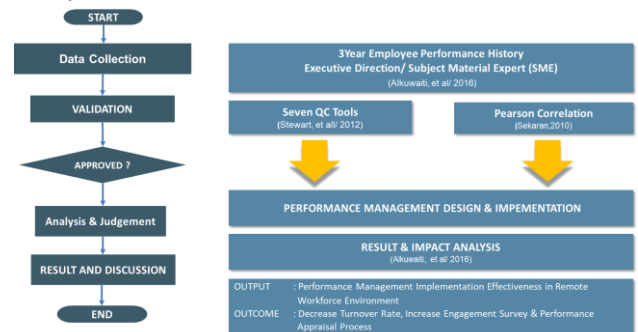 START
Data Collection
VALIDATION
APPROVED ?
Analysis & Judgement
RESULT AND DISCUSSION
END
3Year Employee Performance History
Executive Direction/ Subject Material Expert (SME)
(Alkuwaiti, et al/ 2016)
Seven QC Tools
(Stewart, et all/ 2012)
Pearson Correlation
(Sekaran,2010)
PERFORMANCE MANAGEMENT DESIGN & IMPEMENTATION
RESULT & IMPACT ANALYSIS
(Alkuwaiti, et al/ 2016)
OUTPUT : Performance Management Implementation Effectiveness in Remote
Workforce Environment
OUTCOME : Decrease Turnover Rate, Increase Engagement Survey & Performance
Appraisal Process